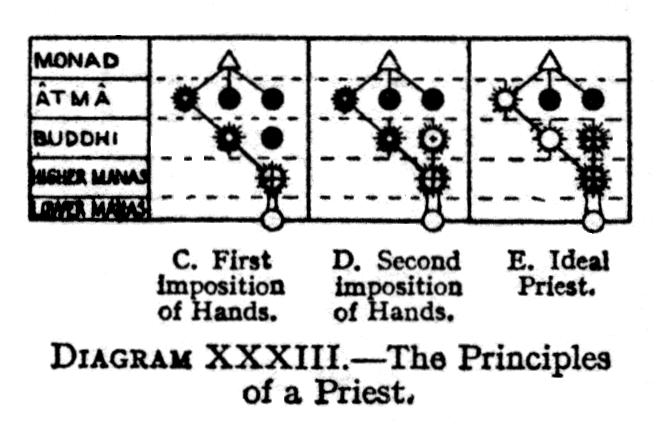 MONAD
ÂTMÂ
BUDDHI
HIGHER MANAS
LOWER MANAS
C. First
imposition
of Hands.
D. Second
imposition
of Hands.
E. Ideal
Priest.
DIAGRAM XXXIII.—The Principles
of a Priest.